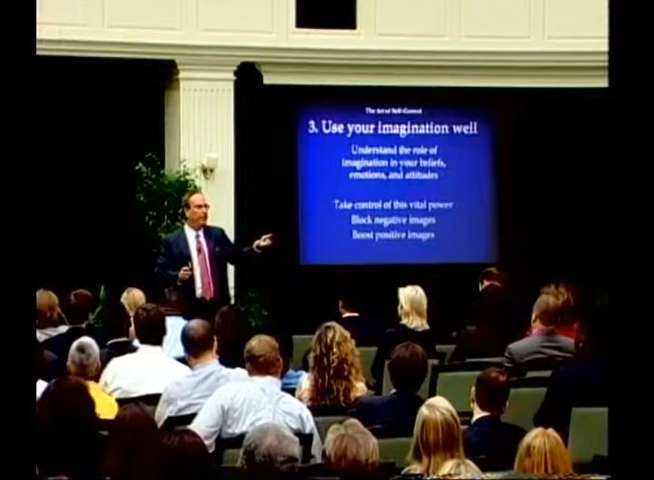 The Art of Self-Control
3. Use your imagination well
Understand the role of
imagination in your beliefs,
emotions, and attitudes
Take control of this vital power
Block negative images
Boost positive images